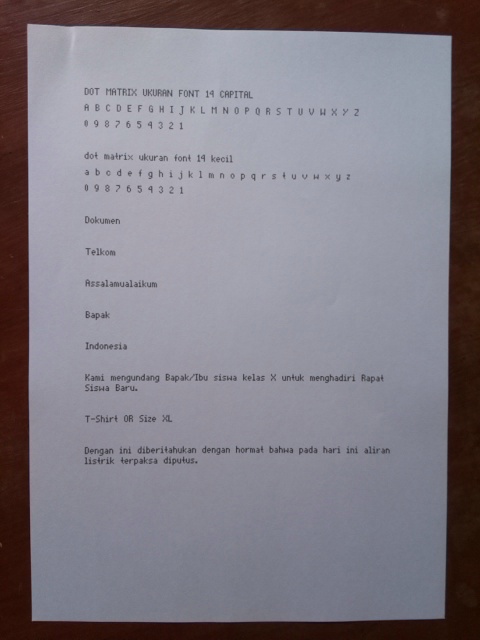 DOT MATRIX UKURAN FONT 14 CAPITAL
A B C D E F G H I J K L M N O P Q R S T U V W X Y Z
0 9 8 7 6 5 4 3 2 1
dot matrix ukuran font 14 kecil
a b c d e f g h i j k l m n o p q r s t u v w x y z
0 9 8 7 6 5 4 3 2 1
Dokumen
Telkom
Assalamualaikum
Bapak
Indonesia
Kami mengundang Bapak/Ibu siswa kelas X untuk menghadiri Rapat
Siswa Baru.
T-Shirt OR Size XL
Dengan ini diberitahukan dengan hormat bahwa pada hari ini aliran
listrik terpaksa diputus.